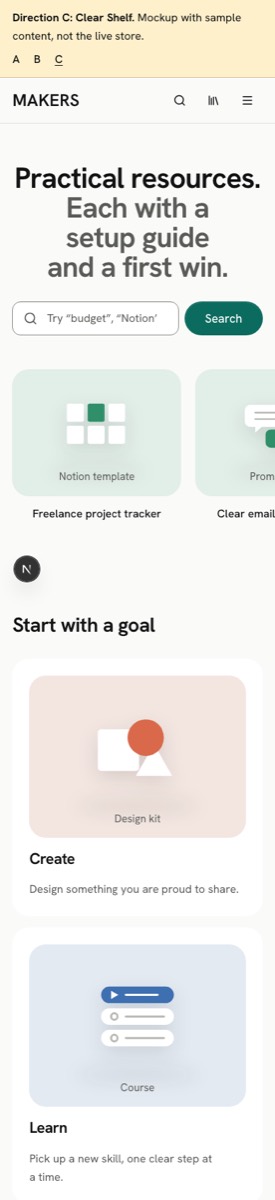 Direction C: Clear Shelf. Mockup with sample
content, not the live store.
A B C
MAKERS
Practical resources.
Each with a
setup guide
and a first win.
Try “budget”, “Notion’
Search
Notion template
Prom
Freelance project tracker
Clear email
N
Start with a goal
Design kit
Create
Design something you are proud to share.
Course
Learn
Pick up a new skill, one clear step at
a time.